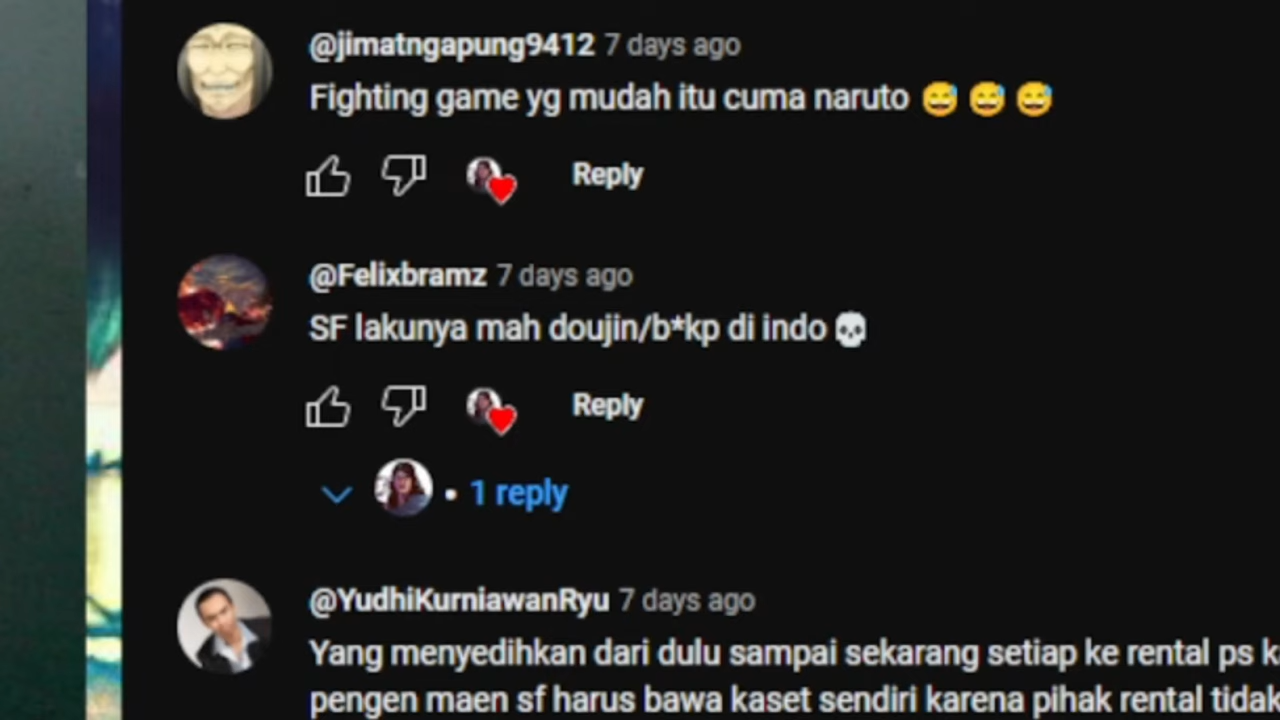 @jimatngapung9412 7 days ago
Fighting game yg mudah itu cuma naruto 😅 😅 😅
Reply
@Felixbramz 7 days ago
SF lakunya mah doujin/b*kp di indo 💀
Reply
• 1 reply
@YudhiKurniawanRyu 7 days ago
Yang menyedihkan dari dulu sampai sekarang setiap ke rental ps
pengen maen sf harus bawa kaset sendiri karena pihak rental tidak